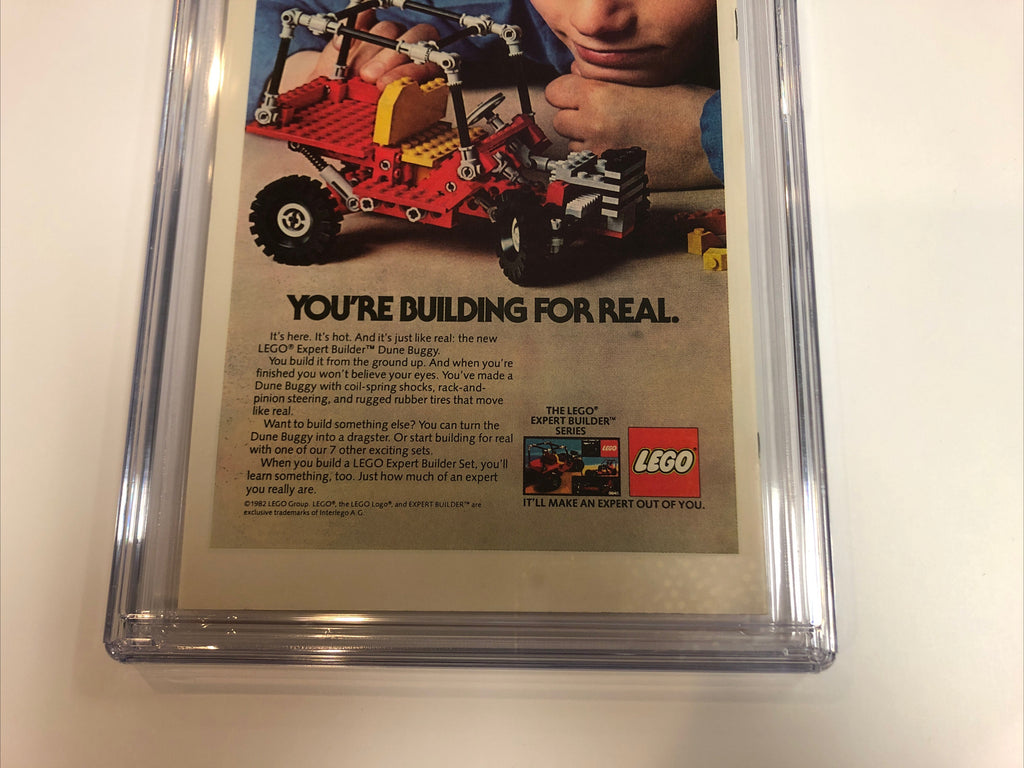 YOU'RE BUILDING FOR REAL.
It's here. It's hot. And it's just like real: the new
LEGO® Expert Builder™ Dune Buggy.
You build it from the ground up. And when you're
finished you won't believe your eyes. You've made a
Dune Buggy with coil-spring shocks, rack-and-
pinion steering, and rugged rubber tires that move
like real.
Want to build something else? You can turn the
Dune Buggy into a dragster. Or start building for real
with one of our 7 other exciting sets.
When you build a LEGO Expert Builder Set, you'll
learn something, too. Just how much of an expert
you really are.
©1982 LEGO Group. LEGO®, the LEGO Logo®, and EXPERT BUILDER™ are
exclusive trademarks of Interlego A.G.
THE LEGO®
EXPERT BUILDER™
SERIES
LEGO
LEGO
IT'LL MAKE AN EXPERT OUT OF YOU.